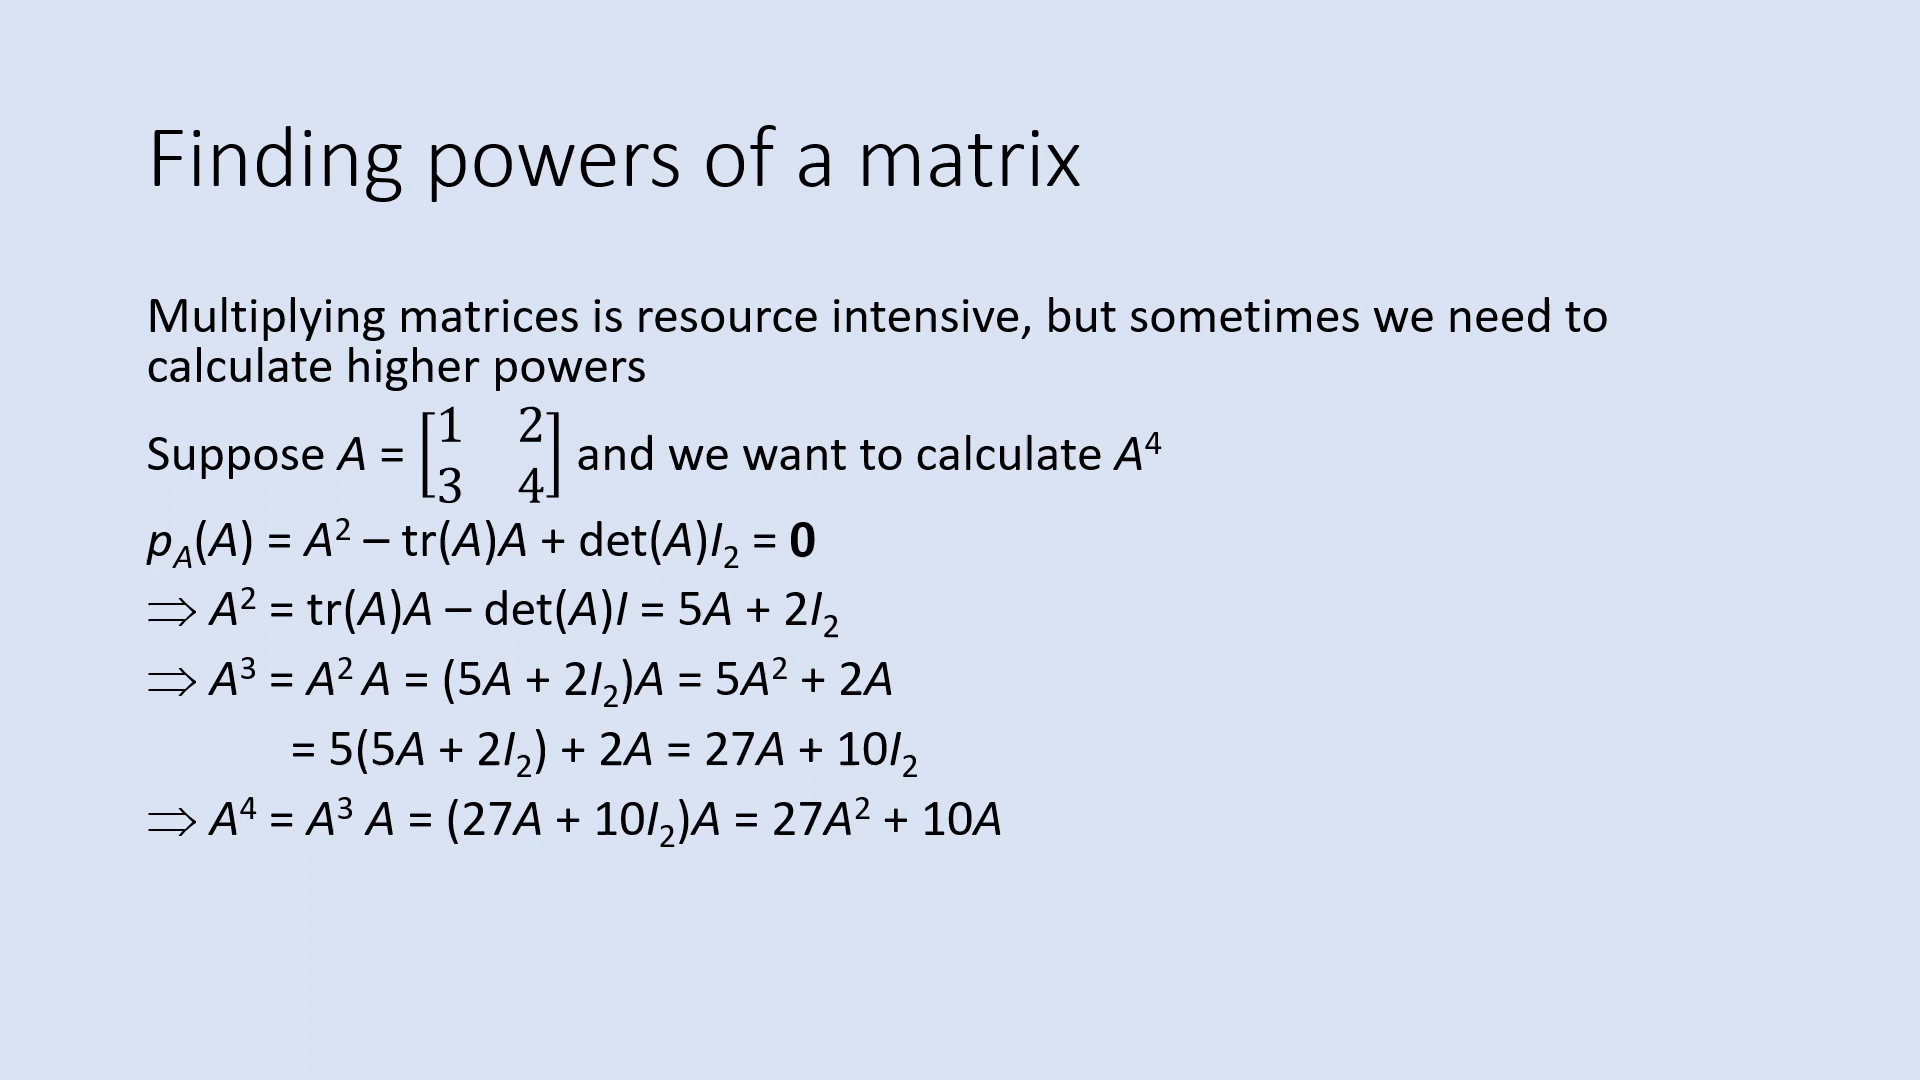 Finding powers of a matrix
Multiplying matrices is resource intensive, but sometimes we need to
calculate higher powers
Suppose A = [1 2; 3 4] and we want to calculate A⁴
p_A(A) = A² – tr(A)A + det(A)I₂ = 0
⟹ A² = tr(A)A – det(A)I = 5A + 2I₂
⟹ A³ = A² A = (5A + 2I₂)A = 5A² + 2A
= 5(5A + 2I₂) + 2A = 27A + 10I₂
⟹ A⁴ = A³ A = (27A + 10I₂)A = 27A² + 10A